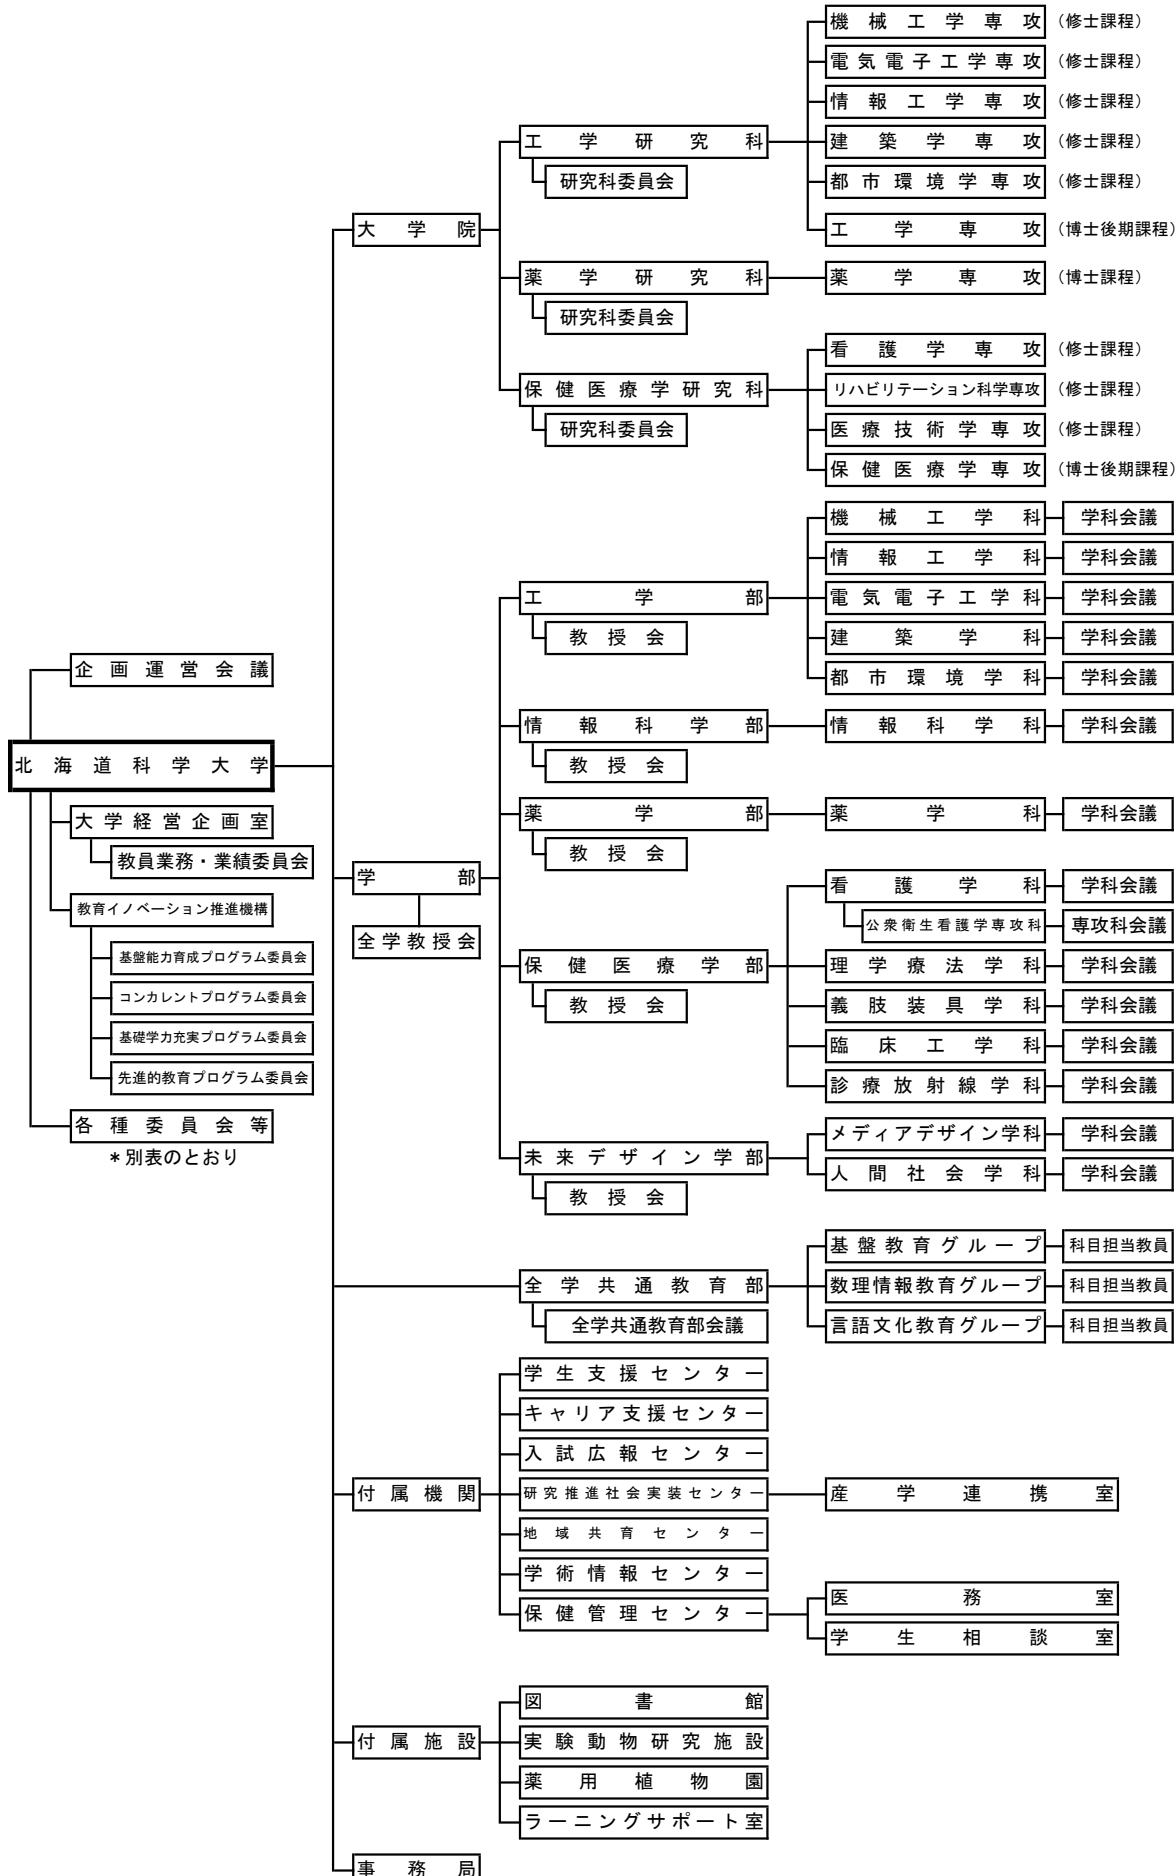 機械工学専攻 (修士課程)
電気電子工学専攻 (修士課程)
情報工学専攻 (修士課程)
工学研究科 建築学専攻 (修士課程)
研究科委員会 都市環境学専攻 (修士課程)
大学院 工学専攻 (博士後期課程)
薬学研究科 薬学専攻 (博士課程)
研究科委員会
看護学専攻 (修士課程)
保健医療学研究科 リハビリテーション科学専攻 (修士課程)
研究科委員会 医療技術学専攻 (修士課程)
保健医療学専攻 (博士後期課程)
機械工学科 学科会議
情報工学科 学科会議
工学部 電気電子工学科 学科会議
教授会 建築学科 学科会議
企画運営会議 都市環境学科 学科会議
情報科学部 情報科学科 学科会議
北海道科学大学 教授会
大学経営企画室 薬学部 薬学科 学科会議
教員業務・業績委員会 教授会
学部 看護学科 学科会議
教育イノベーション推進機構 公衆衛生看護学専攻科 専攻科会議
全学教授会
基盤能力育成プログラム委員会 保健医療学部 理学療法学科 学科会議
コンカレントプログラム委員会 教授会 義肢装具学科 学科会議
基礎学力充実プログラム委員会 臨床工学科 学科会議
先進的教育プログラム委員会 診療放射線学科 学科会議
各種委員会等 メディアデザイン学科 学科会議
*別表のとおり 未来デザイン学部 人間社会学科 学科会議
教授会
基盤教育グループ 科目担当教員
全学共通教育部 数理情報教育グループ 科目担当教員
全学共通教育部会議 言語文化教育グループ 科目担当教員
学生支援センター
キャリア支援センター
入試広報センター
付属機関 研究推進社会実装センター 産学連携室
地域共育センター
学術情報センター
保健管理センター 医務室
学生相談室
図書館
付属施設 実験動物研究施設
薬用植物園
ラーニングサポート室
事務局